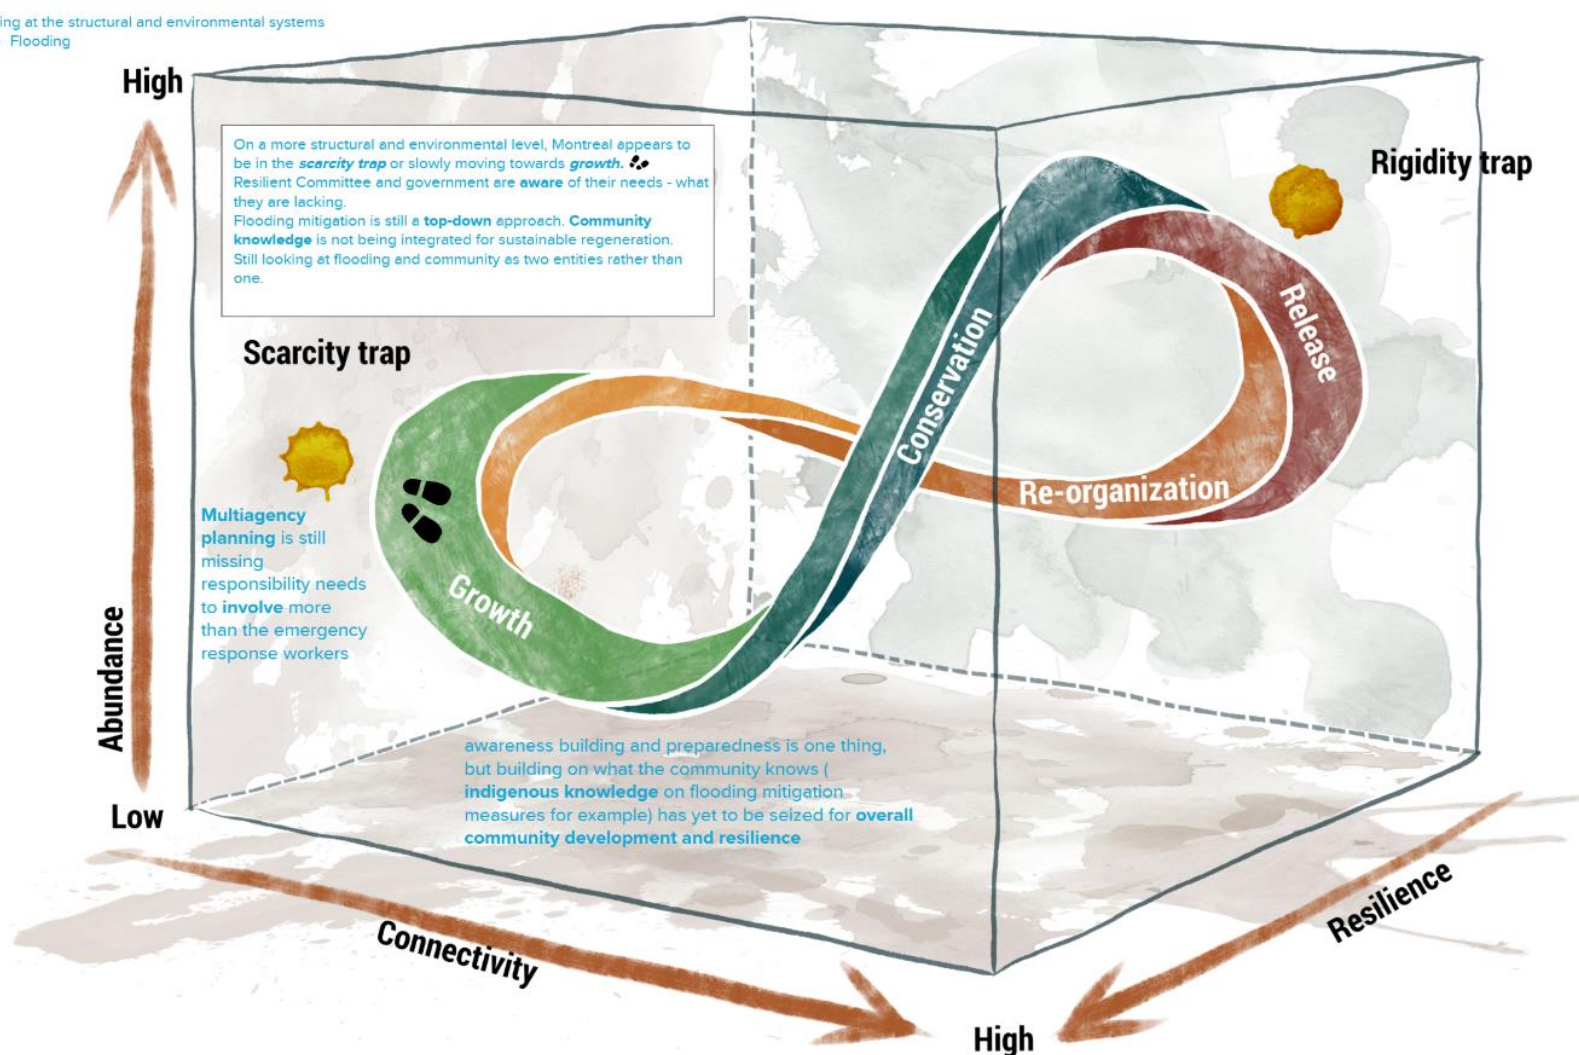 ing at the structural and environmental systems
Flooding
High
On a more structural and environmental level, Montreal appears to
be in the scarcity trap or slowly moving towards growth.
Resilient Committee and government are aware of their needs - what
they are lacking.
Flooding mitigation is still a top-down approach. Community
knowledge is not being integrated for sustainable regeneration.
Still looking at flooding and community as two entities rather than
one.
Rigidity trap
Scarcity trap
Release
Conservation
Re-organization
Growth
Multiagency
planning is still
missing
responsibility needs
to involve more
than the emergency
response workers
Abundance
awareness building and preparedness is one thing,
but building on what the community knows (
indigenous knowledge on flooding mitigation
measures for example) has yet to be seized for overall
community development and resilience
Low
Connectivity
Resilience
High